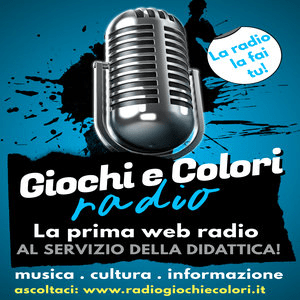 La radio
la fai
tu!
Giochi e Colori
radio
La prima web radio
AL SERVIZIO DELLA DIDATTICA!
musica . cultura . informazione
ascoltaci: www.radiogiochiecolori.it